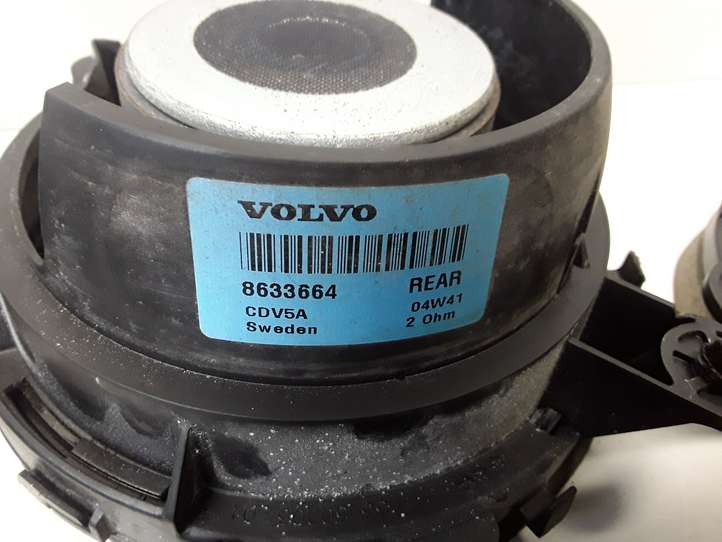 VOLVO
8633664 REAR
CDV5A 04W41
Sweden 2 Ohm